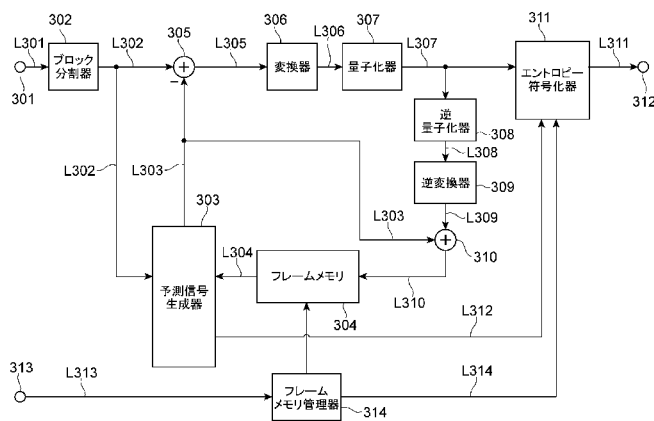 302
306
307
311
L301
ブロック
分割器
L302
305
L305
変換器
L306
量子化器
L307
エントロピー
符号化器
L311
301
312
−
逆
量子化器
308
L308
L302
L303
逆変換器
309
303
L303
L309
310
予測信号
生成器
L304
フレームメモリ
304
L310
L312
313
L313
フレーム
メモリ管理器
314
L314